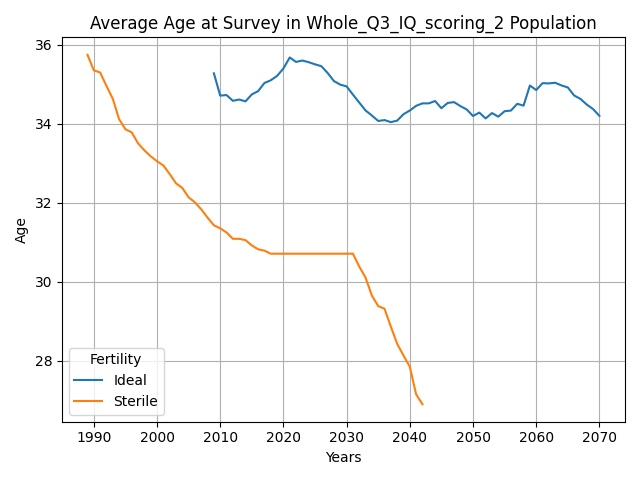 Average Age at Survey in Whole_Q3_IQ_scoring_2 Population
36
34
32
30
28
Age
Fertility
Ideal
Sterile
1990 2000 2010 2020 2030 2040 2050 2060 2070
Years